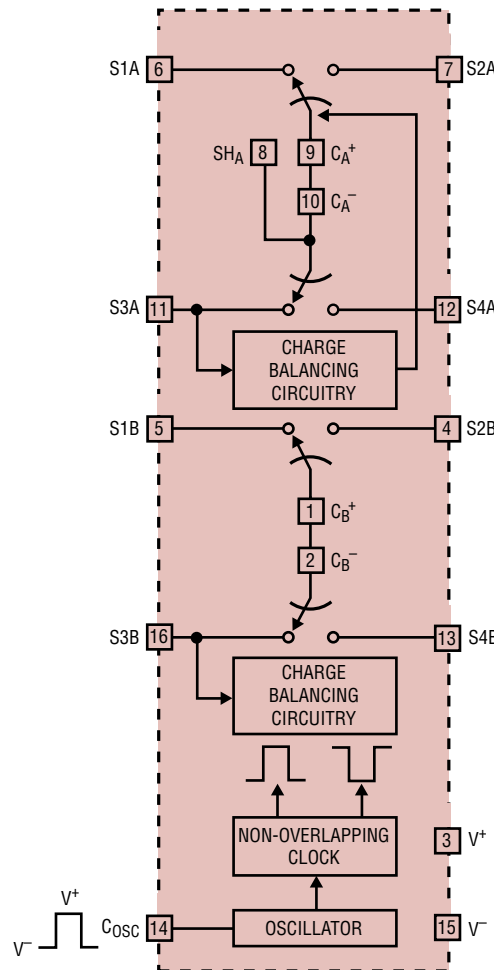 S1A 6 7 S2A
SHA 8 9 CA+
10 CA−
S3A 11 12 S4A
CHARGE
BALANCING
CIRCUITRY
S1B 5 4 S2B
1 CB+
2 CB−
S3B 16 13 S4B
CHARGE
BALANCING
CIRCUITRY
NON-OVERLAPPING
CLOCK
3 V+
V+
V−
COSC 14 OSCILLATOR 15 V−